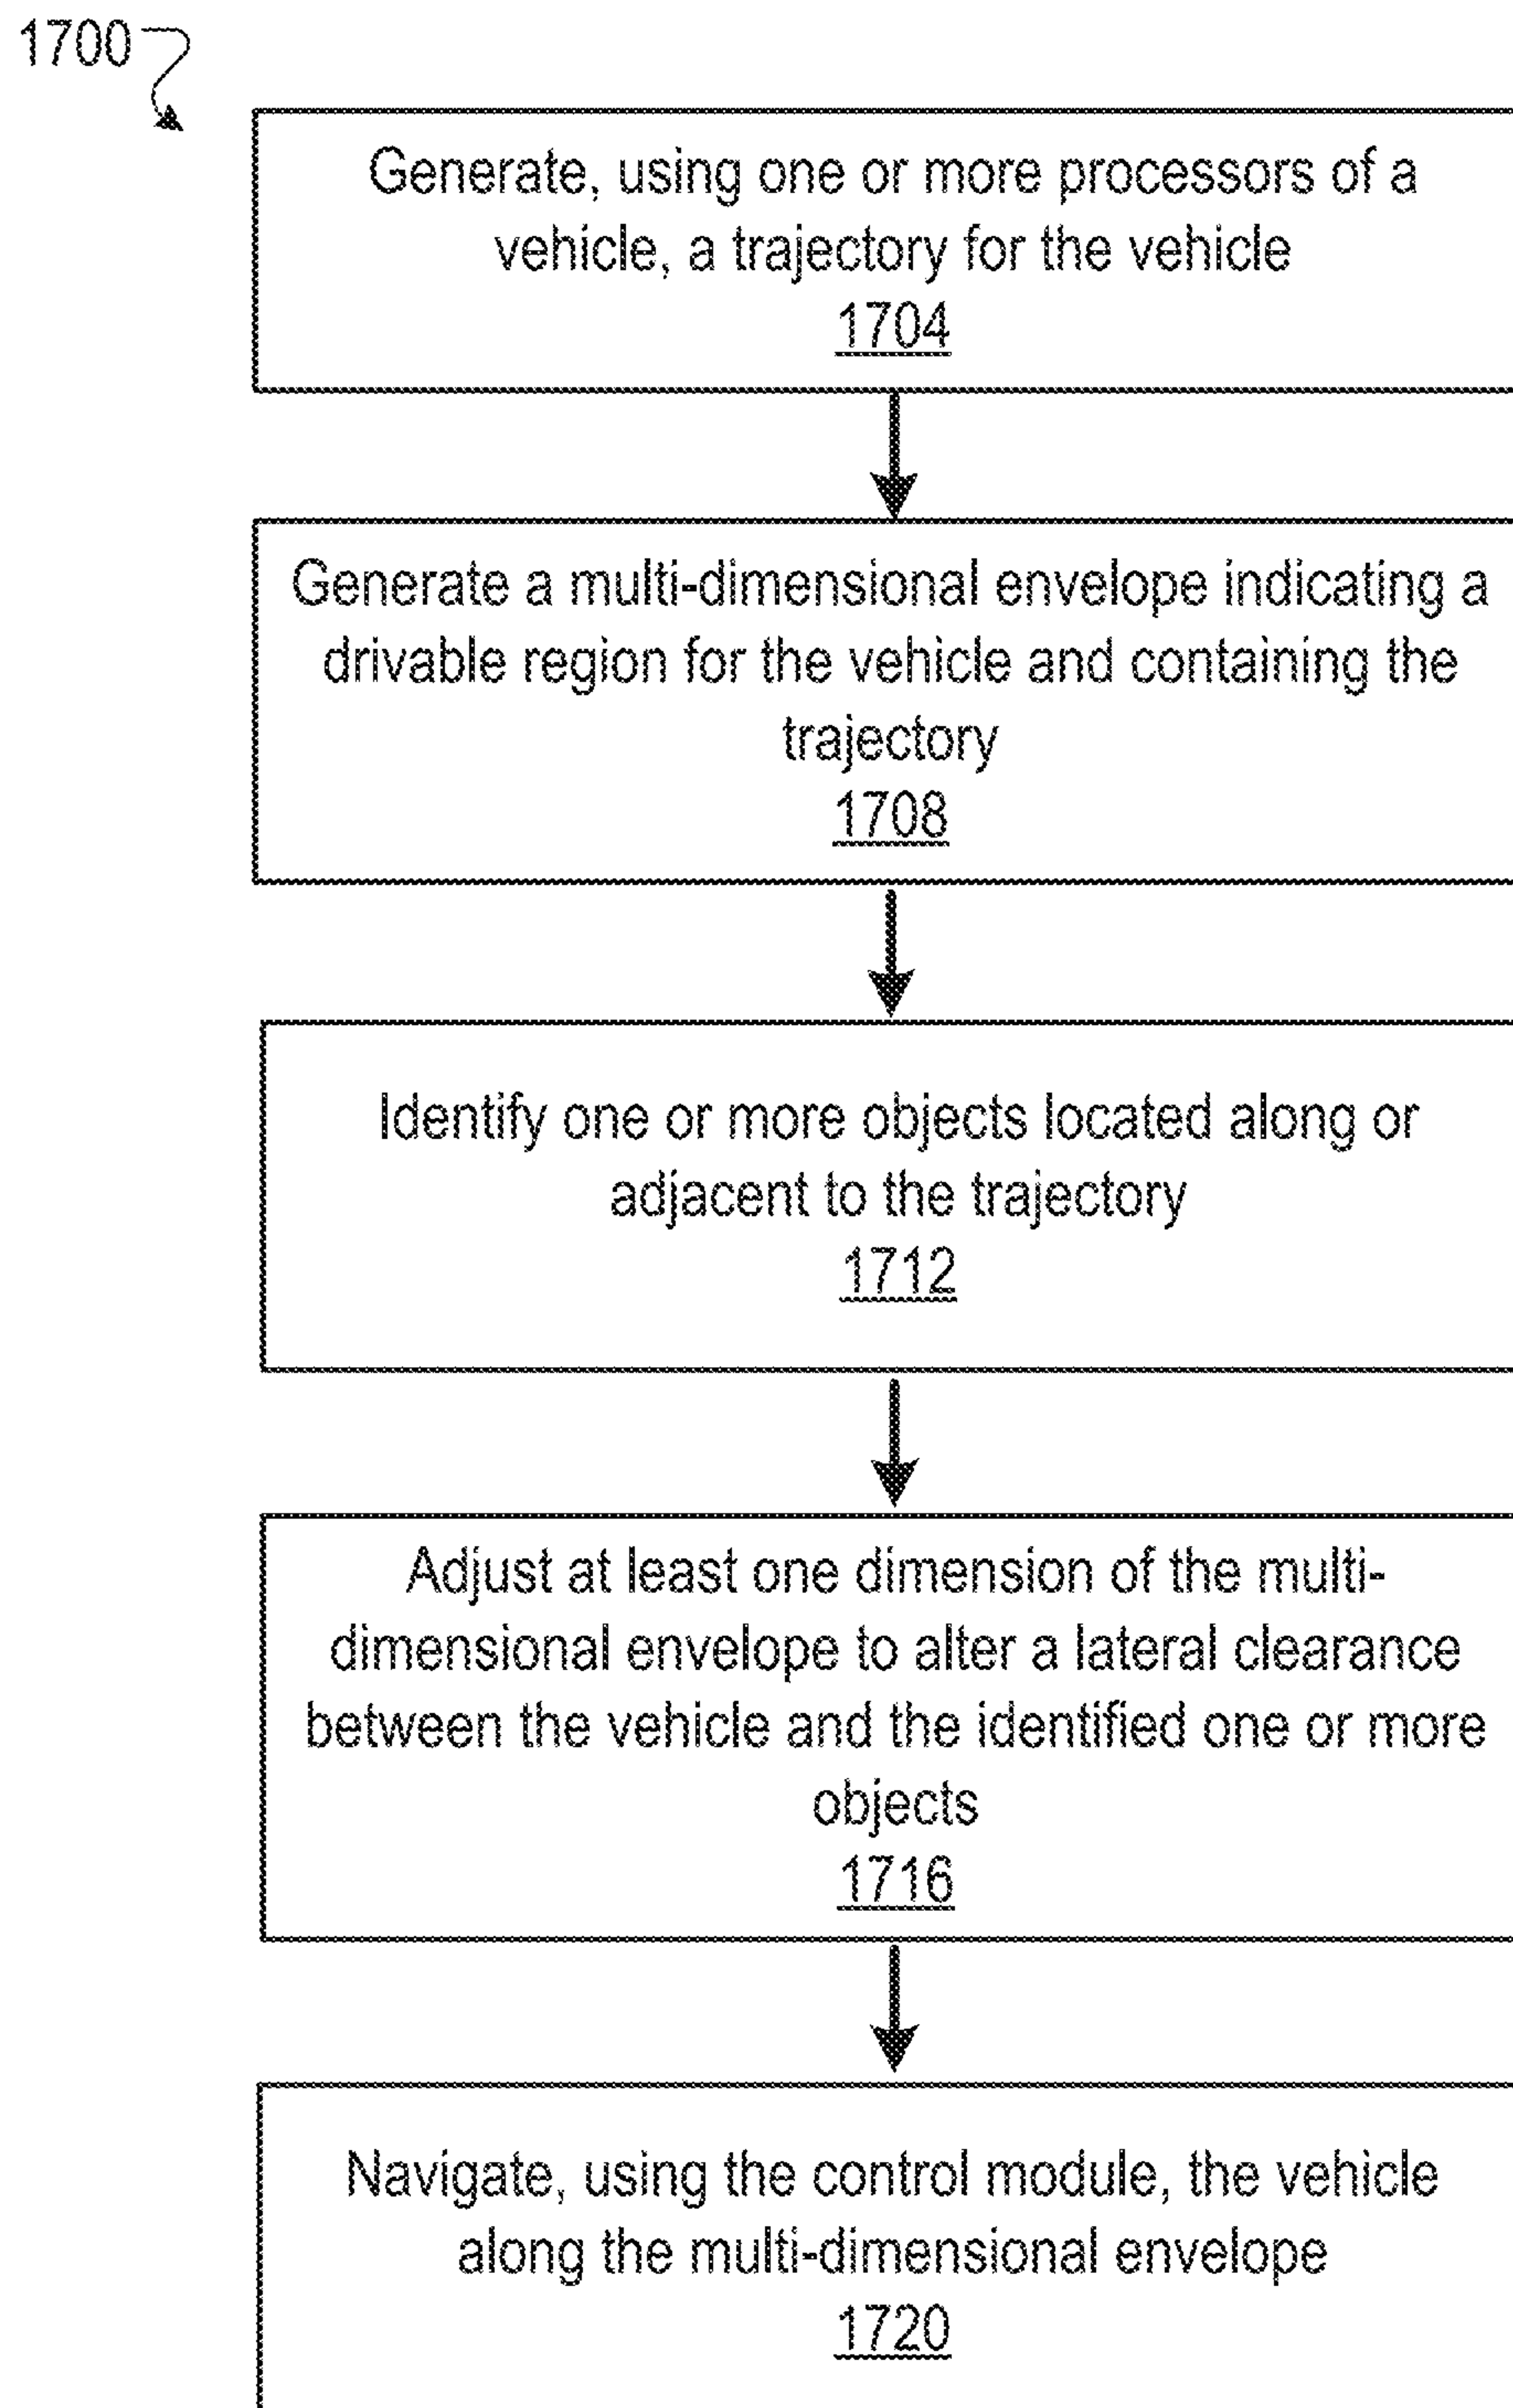 1700
Generate, using one or more processors of a
vehicle, a trajectory for the vehicle
1704
Generate a multi-dimensional envelope indicating a
drivable region for the vehicle and containing the
trajectory
1708
Identify one or more objects located along or
adjacent to the trajectory
1712
Adjust at least one dimension of the multi-
dimensional envelope to alter a lateral clearance
between the vehicle and the identified one or more
objects
1716
Navigate, using the control module, the vehicle
along the multi-dimensional envelope
1720